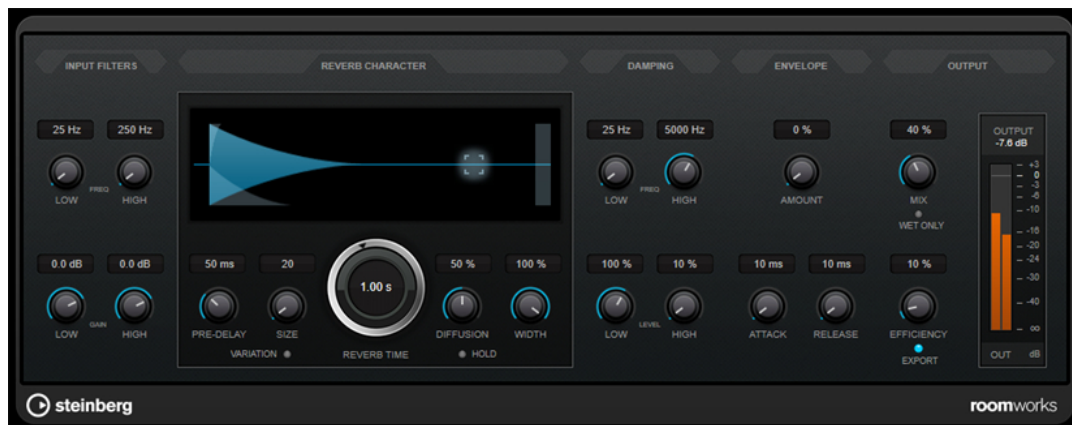 INPUT FILTERS
REVERB CHARACTER
DAMPING
ENVELOPE
OUTPUT
25 Hz
250 Hz
25 Hz
5000 Hz
0 %
40 %
OUTPUT
-7.6 dB
LOW
FREQ
HIGH
LOW
FREQ
HIGH
AMOUNT
MIX
WET ONLY
+3
0
-3
-6
-10
-16
-20
-24
-30
-40
∞
OUT dB
0.0 dB
0.0 dB
50 ms
20
1.00 s
50 %
100 %
100 %
10 %
10 ms
10 ms
10 %
LOW
GAIN
HIGH
PRE-DELAY
SIZE
DIFFUSION
WIDTH
LOW
LEVEL
HIGH
ATTACK
RELEASE
EFFICIENCY
VARIATION
REVERB TIME
HOLD
EXPORT
steinberg
roomworks